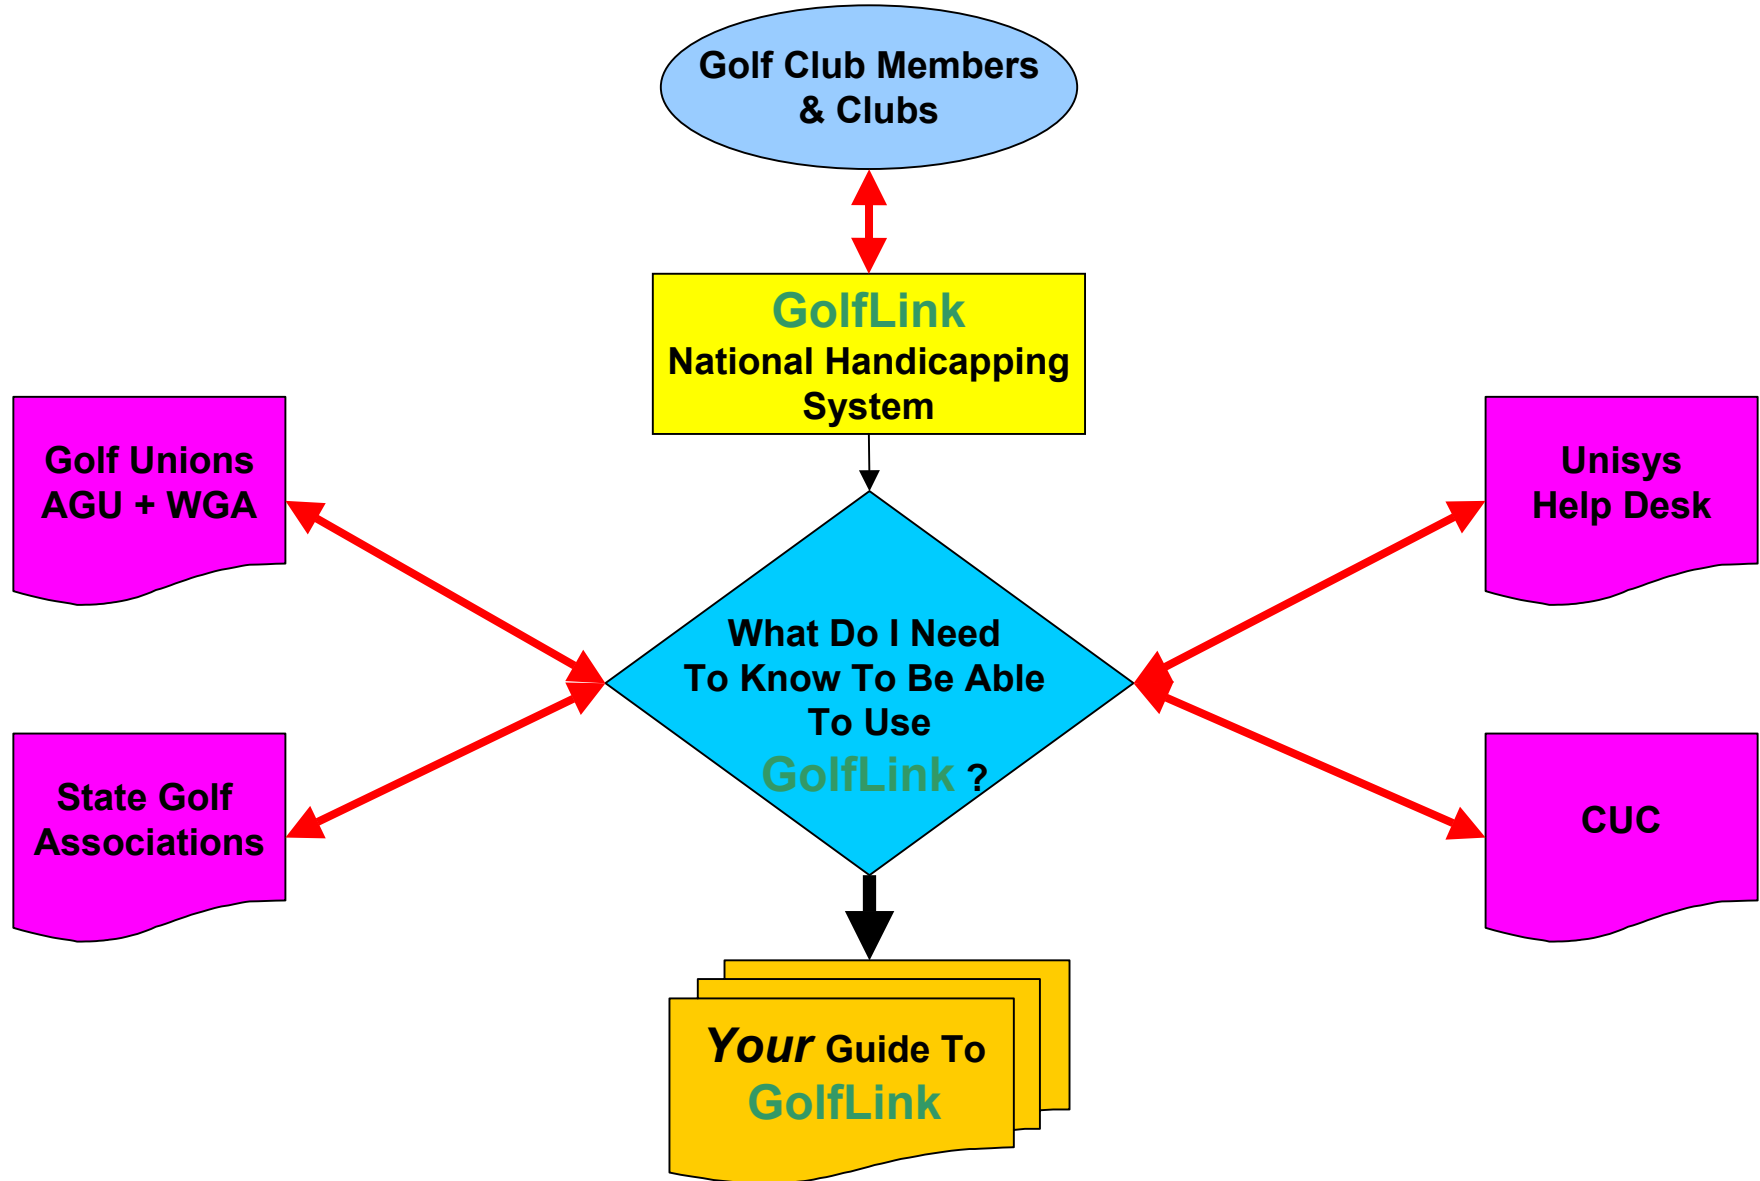 Golf Club Members
& Clubs
GolfLink
National Handicapping
System
Golf Unions
AGU + WGA
Unisys
Help Desk
What Do I Need
To Know To Be Able
To Use
GolfLink ?
State Golf
Associations
CUC
Your Guide To
GolfLink